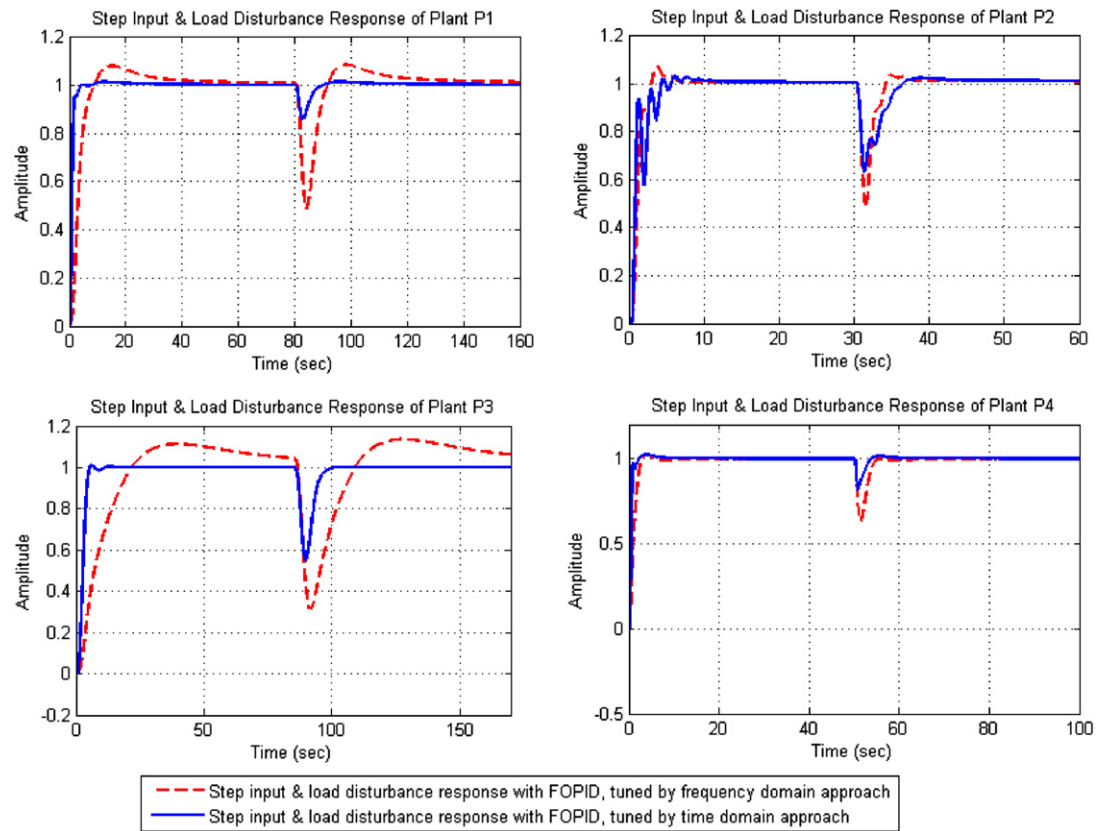 Step Input & Load Disturbance Response of Plant P1
1.2
1
0.8
0.6
0.4
0.2
0
Amplitude
0 20 40 60 80 100 120 140 160
Time (sec)
Step Input & Load Disturbance Response of Plant P2
1.2
1
0.8
0.6
0.4
0.2
0
Amplitude
0 10 20 30 40 50 60
Time (sec)
Step Input & Load Disturbance Response of Plant P3
1.2
1
0.8
0.6
0.4
0.2
0
-0.2
Amplitude
0 50 100 150
Time (sec)
Step Input & Load Disturbance Response of Plant P4
1
0.5
0
-0.5
Amplitude
0 20 40 60 80 100
Time (sec)
Step input & load disturbance response with FOPID, tuned by frequency domain approach
Step input & load disturbance response with FOPID, tuned by time domain approach